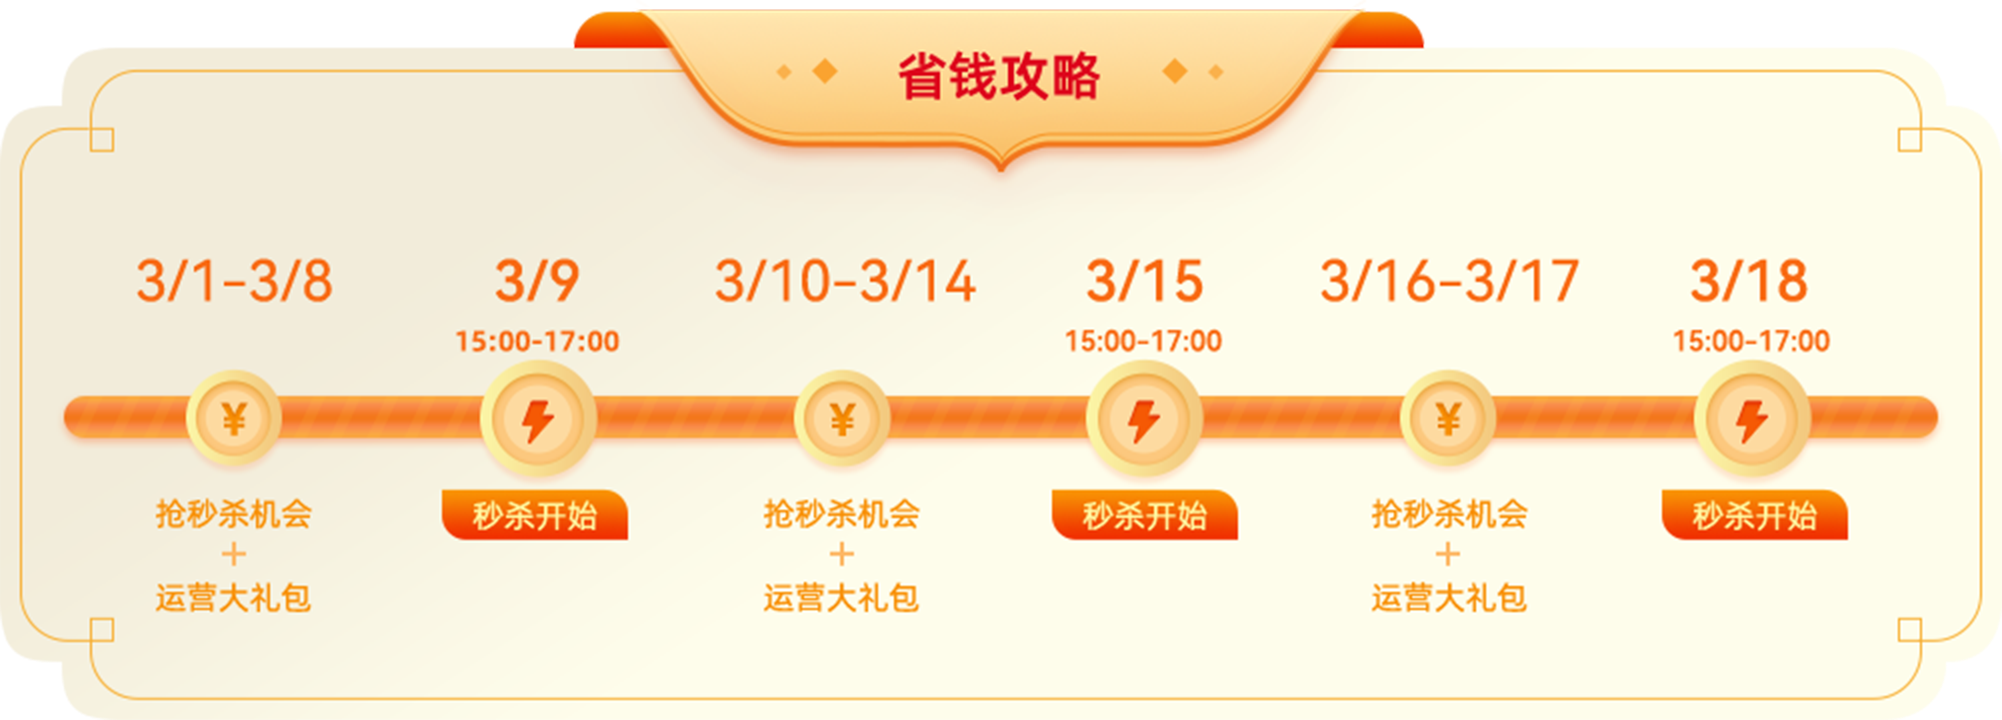 省钱攻略
3/1-3/8
3/9
3/10-3/14
3/15
3/16-3/17
3/18
15:00-17:00
15:00-17:00
15:00-17:00
¥
¥
¥
抢秒杀机会
秒杀开始
抢秒杀机会
秒杀开始
抢秒杀机会
秒杀开始
+
+
+
运营大礼包
运营大礼包
运营大礼包